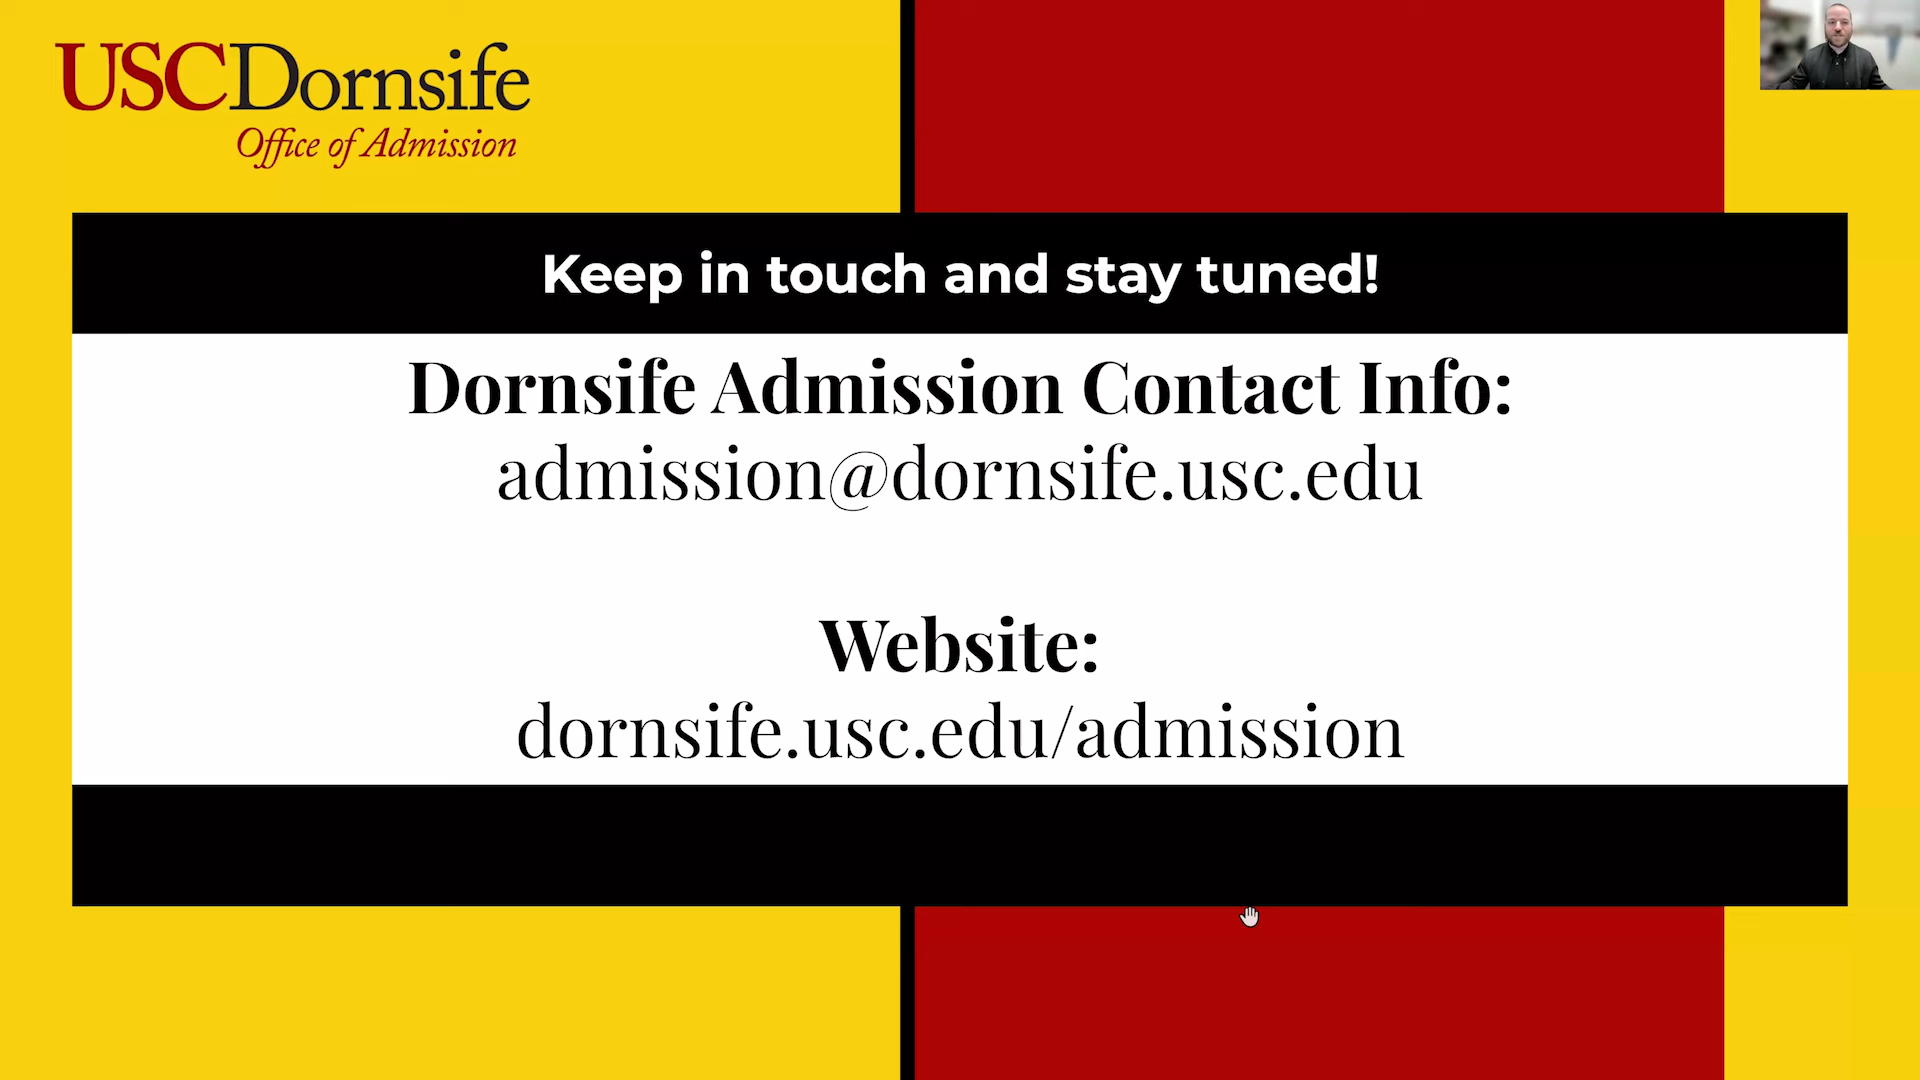 USCDornsife
Office of Admission
Keep in touch and stay tuned!
Dornsife Admission Contact Info:
admission@dornsife.usc.edu
Website:
dornsife.usc.edu/admission